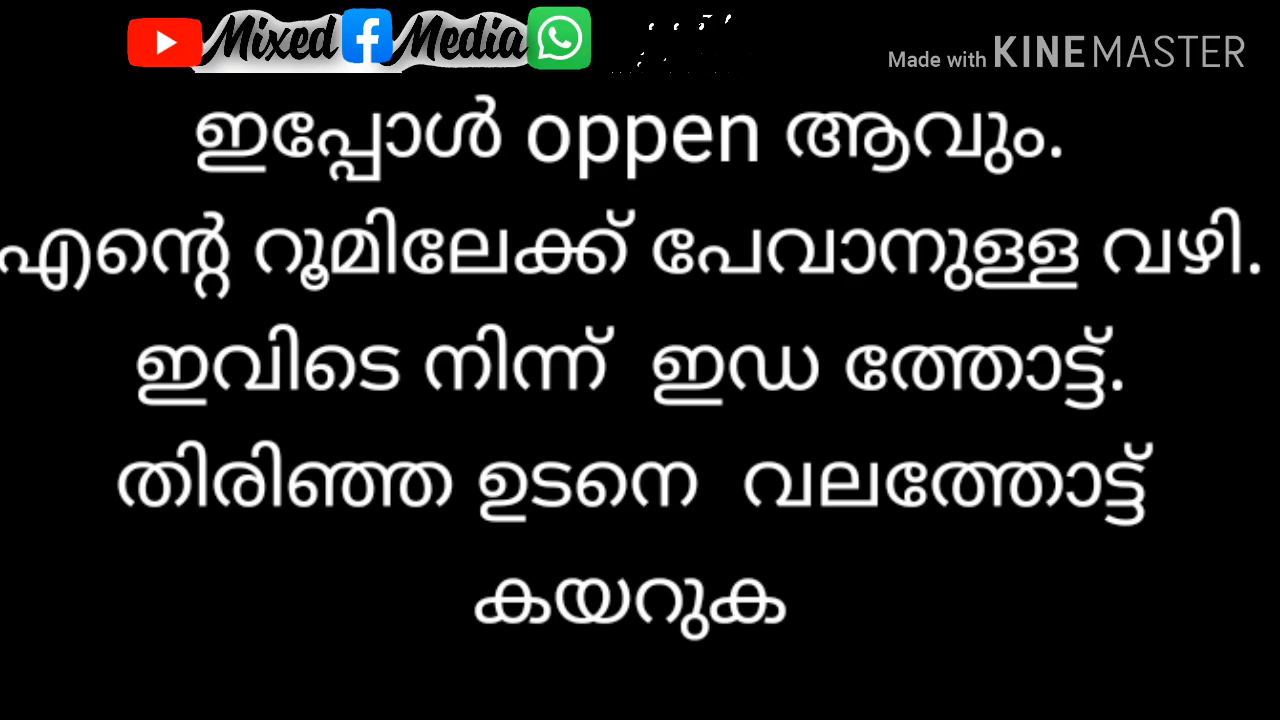 Mixed Media
Made with KINEMASTER
ഇപ്പോൾ oppen ആവും.
എന്റെ റൂമിലേക്ക് പേവാനുള്ള വഴി.
ഇവിടെ നിന്ന് ഇഡ ത്തോട്ട്.
തിരിഞ്ഞ ഉടനെ വലത്തോട്ട്
കയറുക